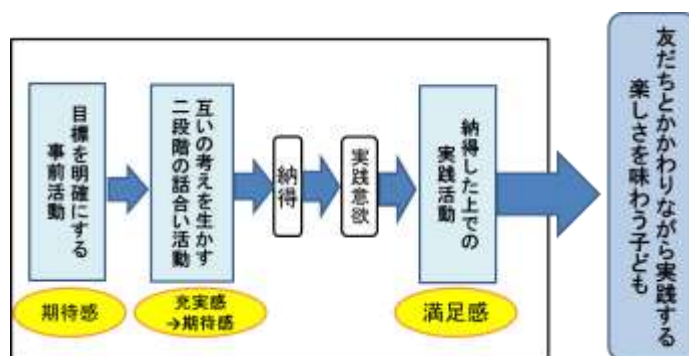 目標を明確にする
事前活動
互いの考えを生かす
二段階の話合い活動
納得
実践意欲
納得した上での
実践活動
友だちとかかわりながら実践する
楽しさを味わう子ども
期待感
充実感
→期待感
満足感